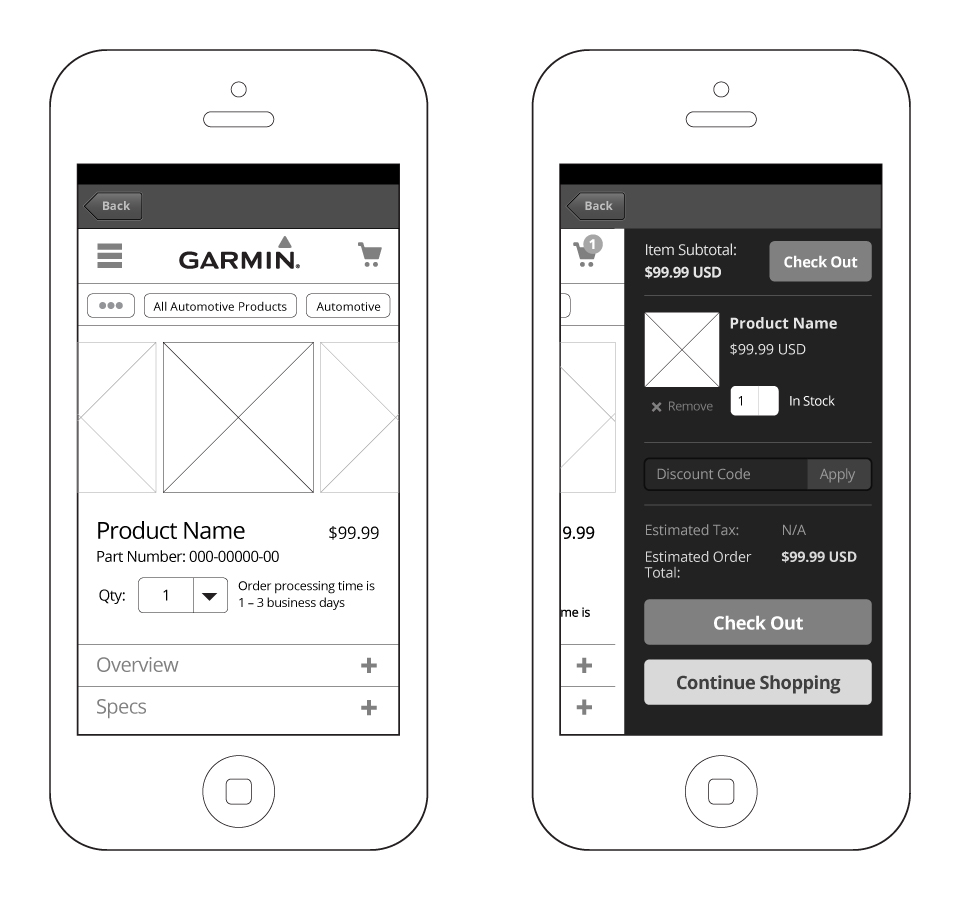 Back
GARMIN
All Automotive Products
Automotive
Product Name
$99.99
Part Number: 000-00000-00
Qty:
1
Order processing time is
1 – 3 business days
Overview
+
Specs
+
Back
1
Item Subtotal:
$99.99 USD
Check Out
Product Name
$99.99 USD
Remove
1
In Stock
Discount Code
Apply
9.99
Estimated Tax:
N/A
Estimated Order
Total:
$99.99 USD
me is
Check Out
+
Continue Shopping
+